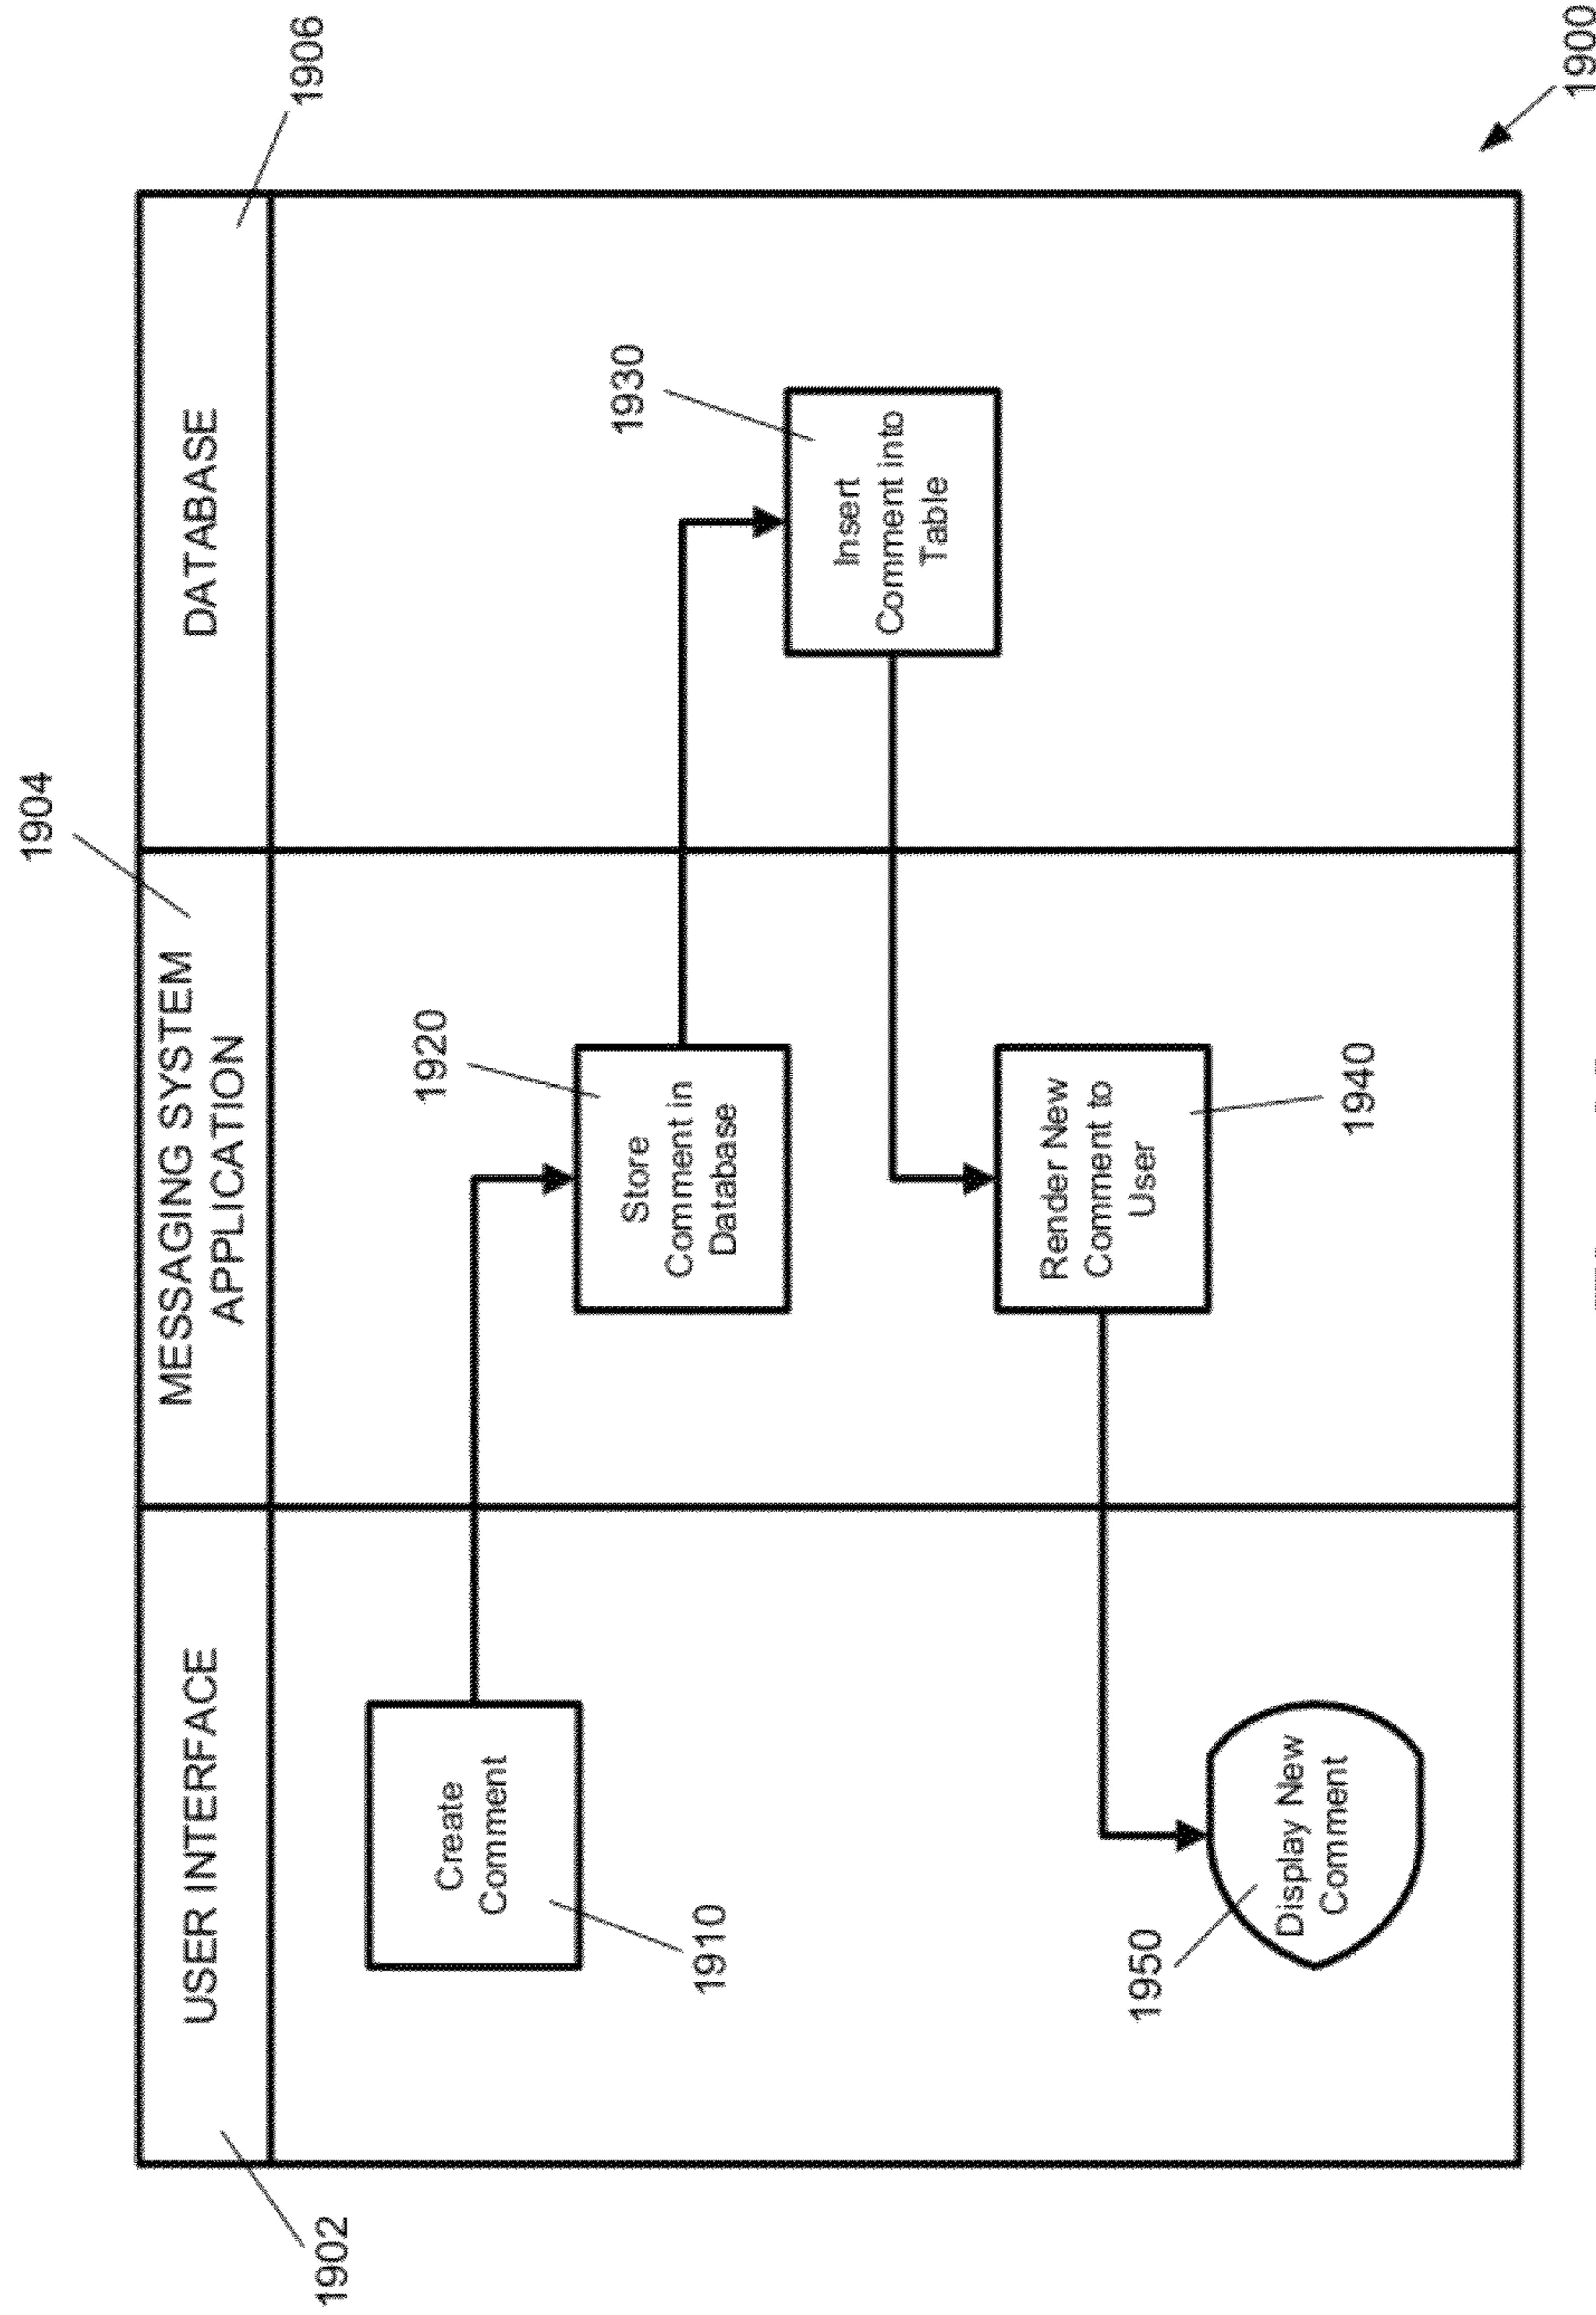 1904
1906
USER INTERFACE
MESSAGING SYSTEM
APPLICATION
DATABASE
1902
Create
Comment
1910
1920
Store
Comment in
Database
1930
Insert
Comment into
Table
Render New
Comment to
User
1940
1950
Display New
Comment
1900